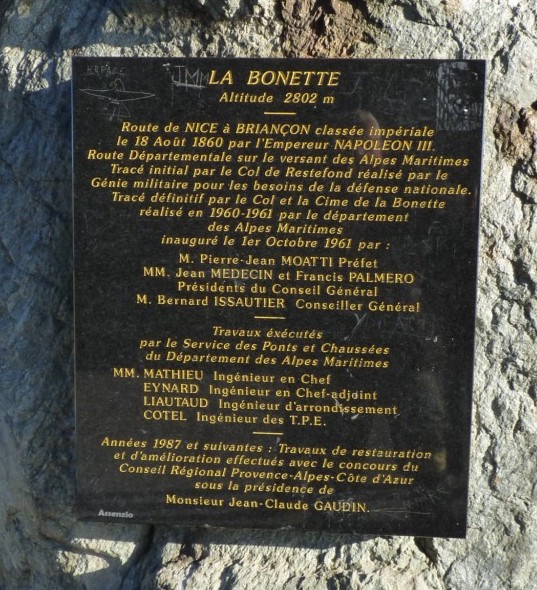 LA BONETTE
Altitude 2802 m
Route de NICE à BRIANÇON classée impériale
le 18 Août 1860 par l'Empereur NAPOLEON III.
Route Départementale sur le versant des Alpes Maritimes
Tracé initial par le Col de Restefond réalisé par le
Génie militaire pour les besoins de la défense nationale.
Tracé définitif par le Col et la Cime de la Bonette
réalisé en 1960-1961 par le département
des Alpes Maritimes
inauguré le 1er Octobre 1961 par :
M. Pierre-Jean MOATTI Préfet
MM. Jean MEDECIN et Francis PALMERO
Présidents du Conseil Général
M. Bernard ISSAUTIER Conseiller Général
Travaux éxécutés
par le Service des Ponts et Chaussées
du Département des Alpes Maritimes
MM. MATHIEU Ingénieur en Chef
EYNARD Ingénieur en Chef-adjoint
LIAUTAUD Ingénieur d'arrondissement
COTEL Ingénieur des T.P.E.
Années 1987 et suivantes : Travaux de restauration
et d'amélioration effectués avec le concours du
Conseil Régional Provence-Alpes-Côte d'Azur
sous la présidence de
Monsieur Jean-Claude GAUDIN.
Assenzio